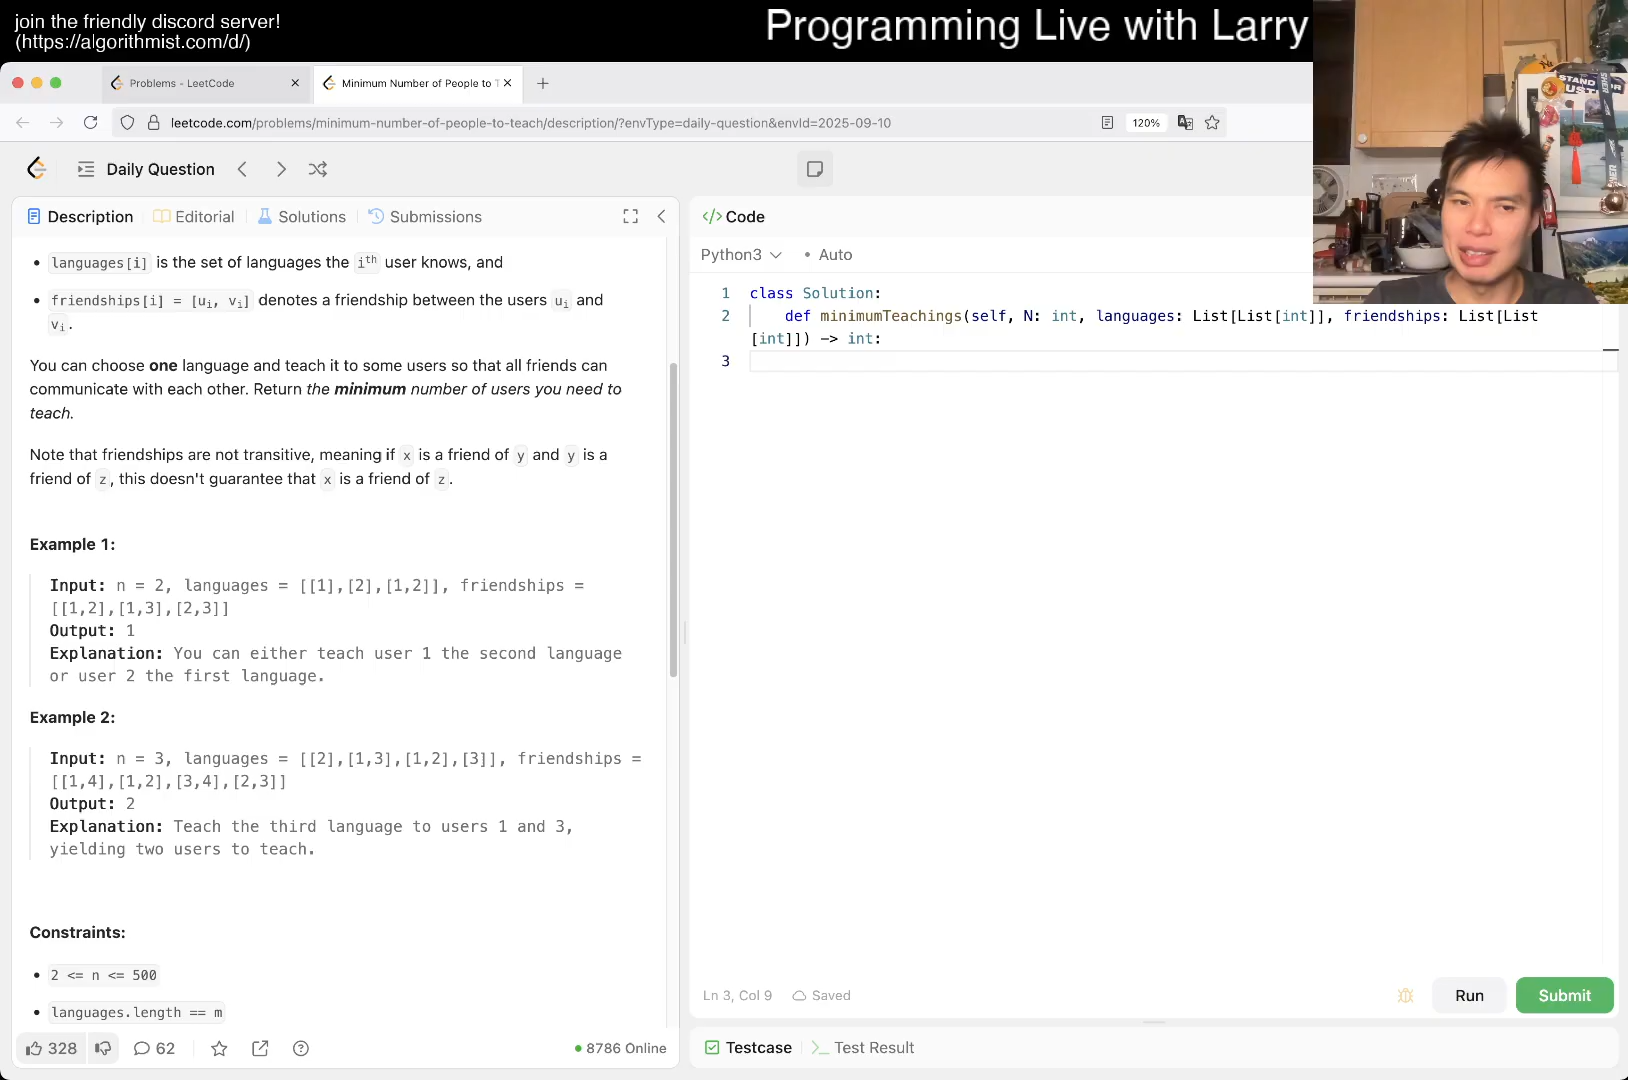 join the friendly discord server!
(https://algorithmist.com/d/)
Programming Live with Larry
Problems - LeetCode
Minimum Number of People to T
leetcode.com/problems/minimum-number-of-people-to-teach/description/?envType=daily-question&envId=2025-09-10
120%
Daily Question
Description
Editorial
Solutions
Submissions
languages[i] is the set of languages the ith user knows, and
friendships[i] = [ui, vi] denotes a friendship between the users ui and
vi.
You can choose one language and teach it to some users so that all friends can
communicate with each other. Return the minimum number of users you need to
teach.
Note that friendships are not transitive, meaning if x is a friend of y and y is a
friend of z, this doesn't guarantee that x is a friend of z.
Example 1:
Input: n = 2, languages = [[1],[2],[1,2]], friendships =
[[1,2],[1,3],[2,3]]
Output: 1
Explanation: You can either teach user 1 the second language
or user 2 the first language.
Example 2:
Input: n = 3, languages = [[2],[1,3],[1,2],[3]], friendships =
[[1,4],[1,2],[3,4],[2,3]]
Output: 2
Explanation: Teach the third language to users 1 and 3,
yielding two users to teach.
Constraints:
2 <= n <= 500
languages.length == m
328
62
8786 Online
</> Code
Python3
Auto
1 class Solution:
2 def minimumTeachings(self, N: int, languages: List[List[int]], friendships: List[List
[int]]) -> int:
3
Ln 3, Col 9
Saved
Run
Submit
Testcase
Test Result
STAND